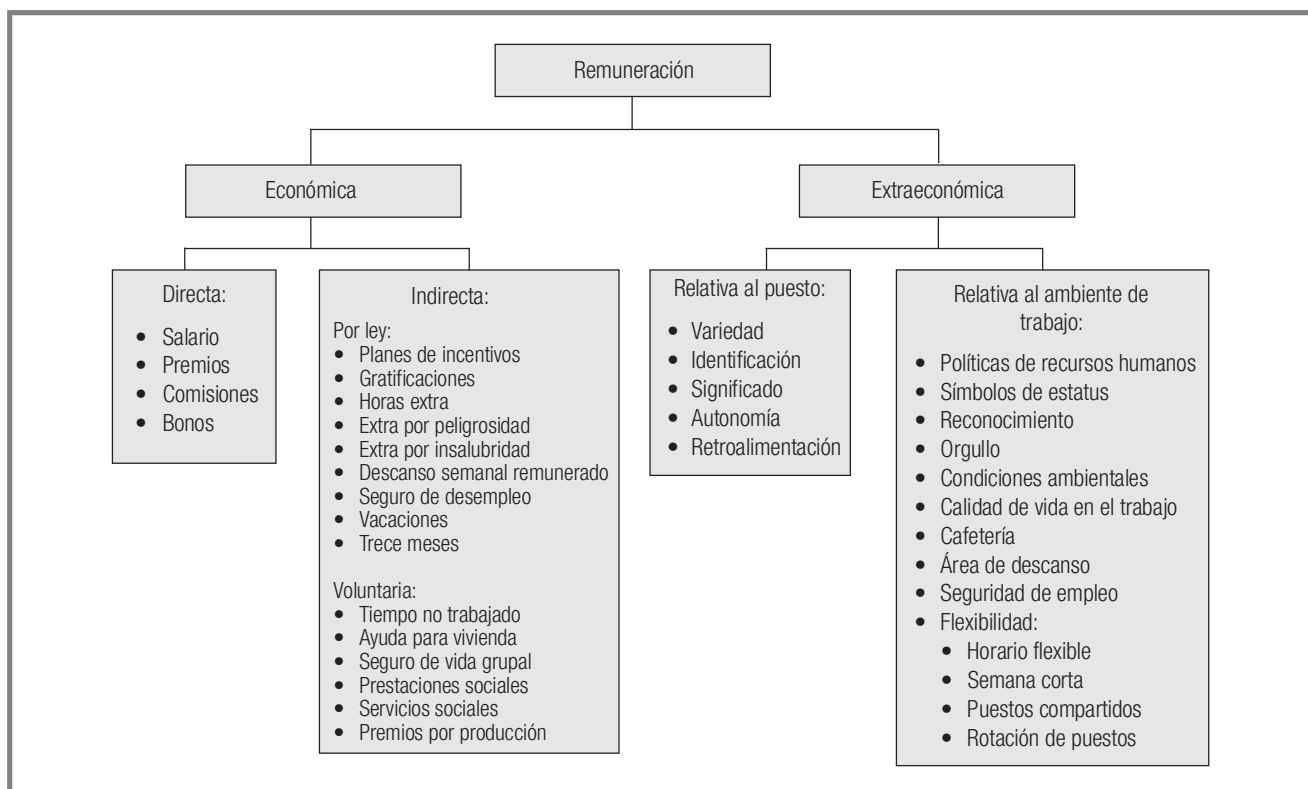 Remuneración
Económica
Extraeconómica
Directa:
• Salario
• Premios
• Comisiones
• Bonos
Indirecta:
Por ley:
• Planes de incentivos
• Gratificaciones
• Horas extra
• Extra por peligrosidad
• Extra por insalubridad
• Descanso semanal remunerado
• Seguro de desempleo
• Vacaciones
• Trece meses
Voluntaria:
• Tiempo no trabajado
• Ayuda para vivienda
• Seguro de vida grupal
• Prestaciones sociales
• Servicios sociales
• Premios por producción
Relativa al puesto:
• Variedad
• Identificación
• Significado
• Autonomía
• Retroalimentación
Relativa al ambiente de
trabajo:
• Políticas de recursos humanos
• Símbolos de estatus
• Reconocimiento
• Orgullo
• Condiciones ambientales
• Calidad de vida en el trabajo
• Cafetería
• Área de descanso
• Seguridad de empleo
• Flexibilidad:
• Horario flexible
• Semana corta
• Puestos compartidos
• Rotación de puestos